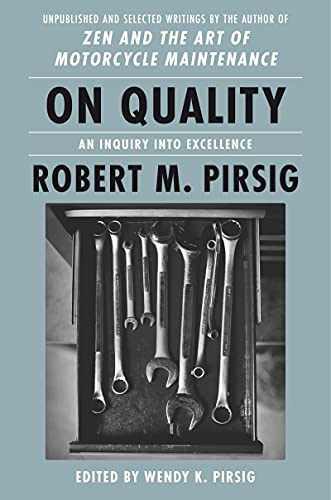 UNPUBLISHED AND SELECTED WRITINGS BY THE AUTHOR OF
ZEN AND THE ART OF
MOTORCYCLE MAINTENANCE
ON QUALITY
AN INQUIRY INTO EXCELLENCE
ROBERT M. PIRSIG
EDITED BY WENDY K. PIRSIG